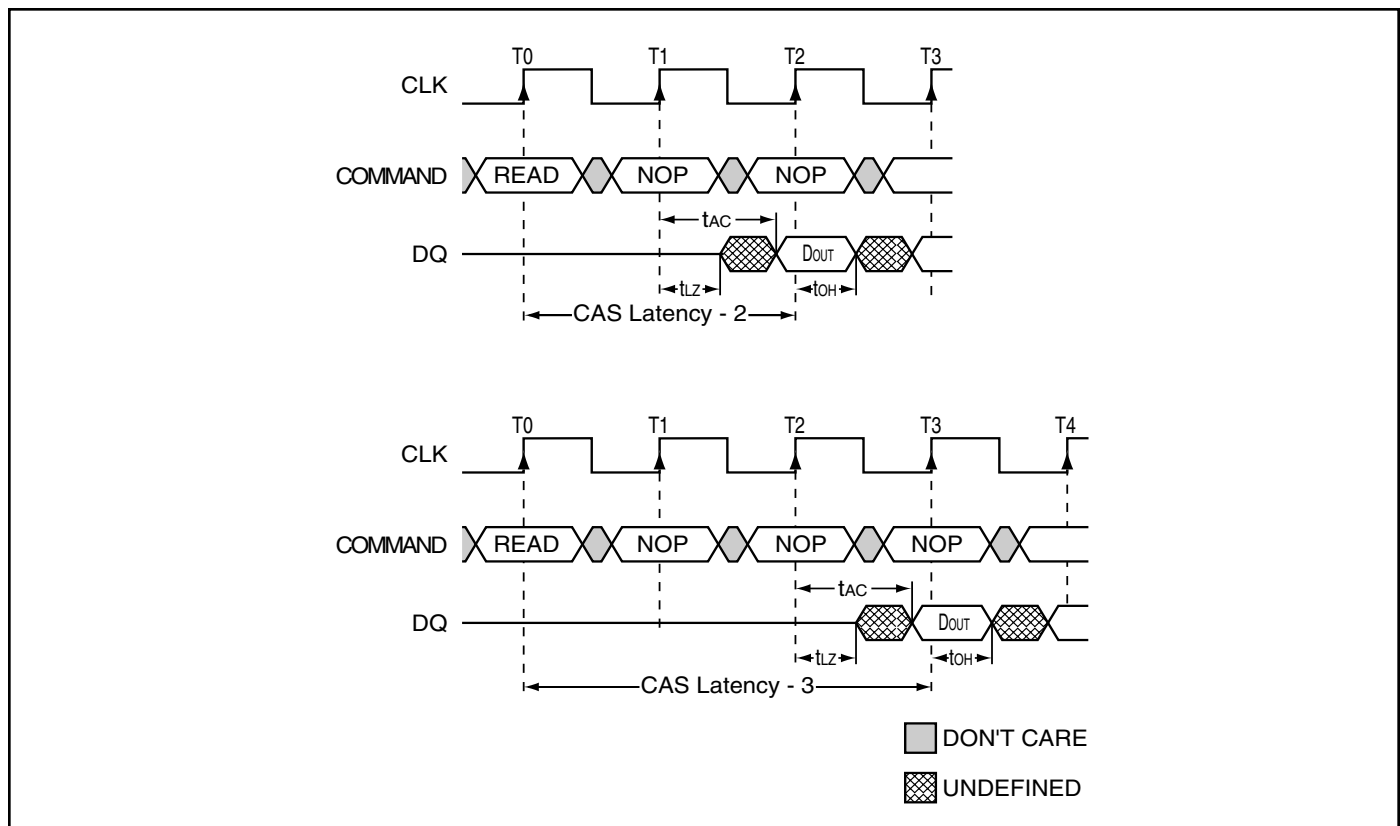 T0 T1 T2 T3
CLK
COMMAND READ NOP NOP
tAC
DQ DOUT
tLZ tOH
CAS Latency - 2
T0 T1 T2 T3 T4
CLK
COMMAND READ NOP NOP NOP
tAC
DQ DOUT
tLZ tOH
CAS Latency - 3
DON'T CARE
UNDEFINED